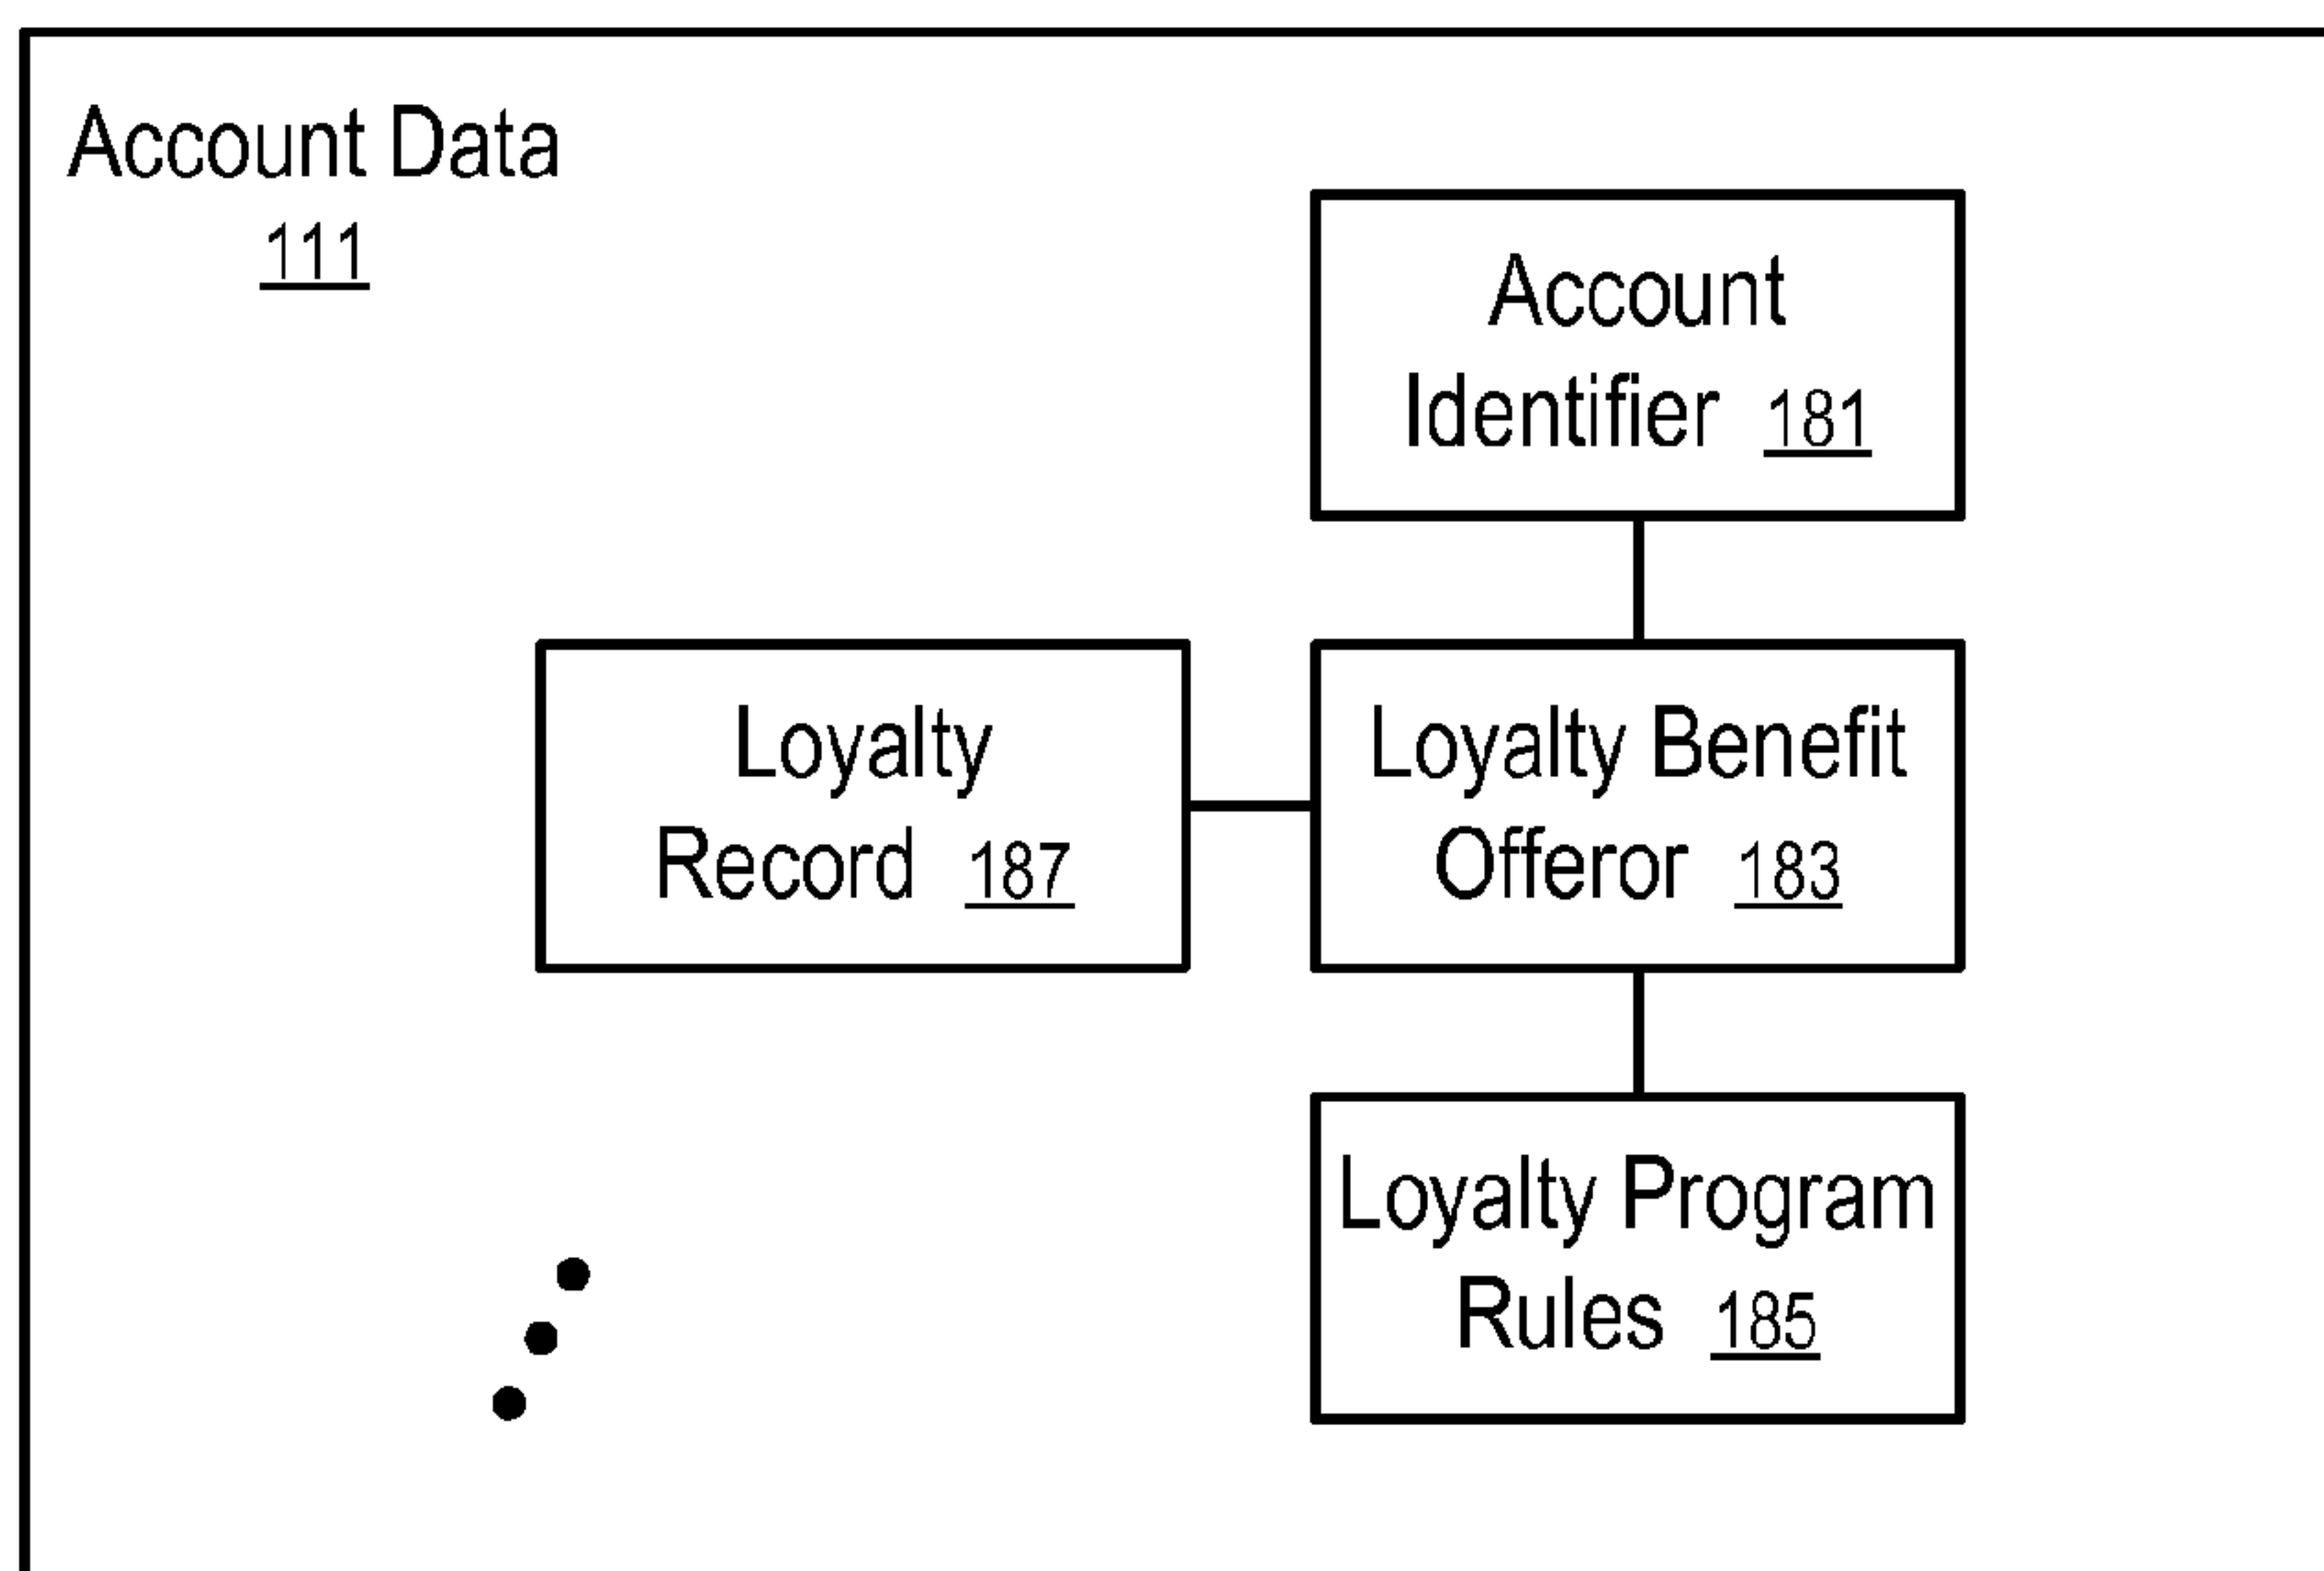 Account Data
111
Account
Identifier 181
Loyalty
Record 187
Loyalty Benefit
Offeror 183
Loyalty Program
Rules 185